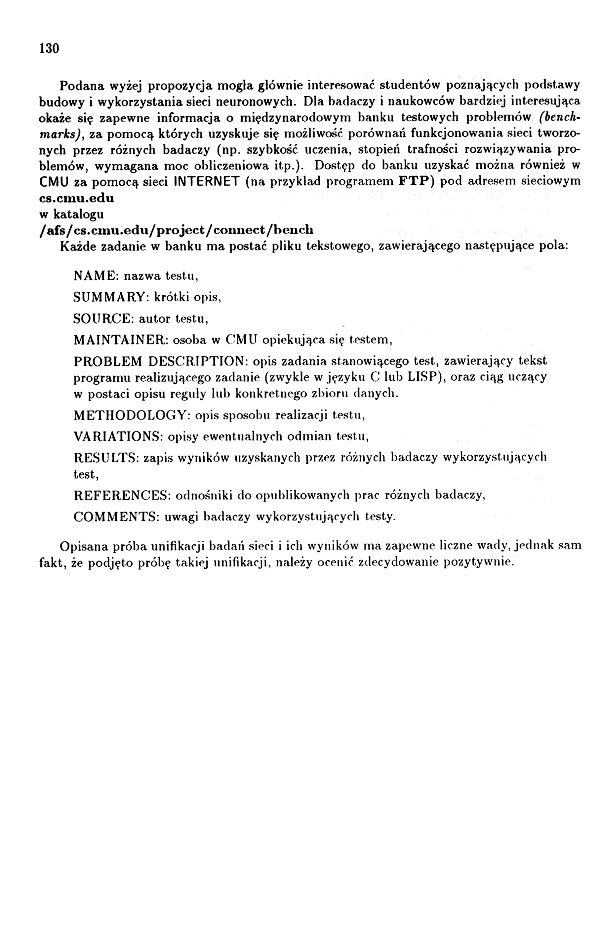 130
Podana wyżej propozycja mogła głównie interesować studentów poznających podstawy
budowy i wykorzystania sieci neuronowych. Dla badaczy i naukowców bardziej interesująca
okaże się zapewne informacja o międzynarodowym banku testowych problemów (bench-
marks), za pomocą których uzyskuje się możliwość porównań funkcjonowania sieci tworzo-
nych przez różnych badaczy (np. szybkość uczenia, stopień trafności rozwiązywania pro-
blemów, wymagana moc obliczeniowa itp.). Dostęp do banku uzyskać można również w
CMU za pomocą sieci INTERNET (na przykład programem FTP) pod adresem sieciowym
cs.cmu.edu
w katalogu
/afs/cs.cmu.edu/project/connect/bench
Każde zadanie w banku ma postać pliku tekstowego, zawierającego następujące pola:
NAME: nazwa testu,
SUMMARY: krótki opis,
SOURCE: autor testu,
MAINTAINER: osoba w CMU opiekująca się testem,
PROBLEM DESCRIPTION: opis zadania stanowiącego test, zawierający tekst
programu realizującego zadanie (zwykle w języku C lub LISP), oraz ciąg uczący
w postaci opisu reguły lub konkretnego zbioru danych.
METHODOLOGY: opis sposobu realizacji testu,
VARIATIONS: opisy ewentualnych odmian testu,
RESULTS: zapis wyników uzyskanych przez różnych badaczy wykorzystujących
test,
REFERENCES: odnośniki do opublikowanych prac różnych badaczy,
COMMENTS: uwagi badaczy wykorzystujących testy.
Opisana próba unifikacji badań sieci i ich wyników ma zapewne liczne wady, jednak sam
fakt, że podjęto próbę takiej unifikacji, należy ocenić zdecydowanie pozytywnie.